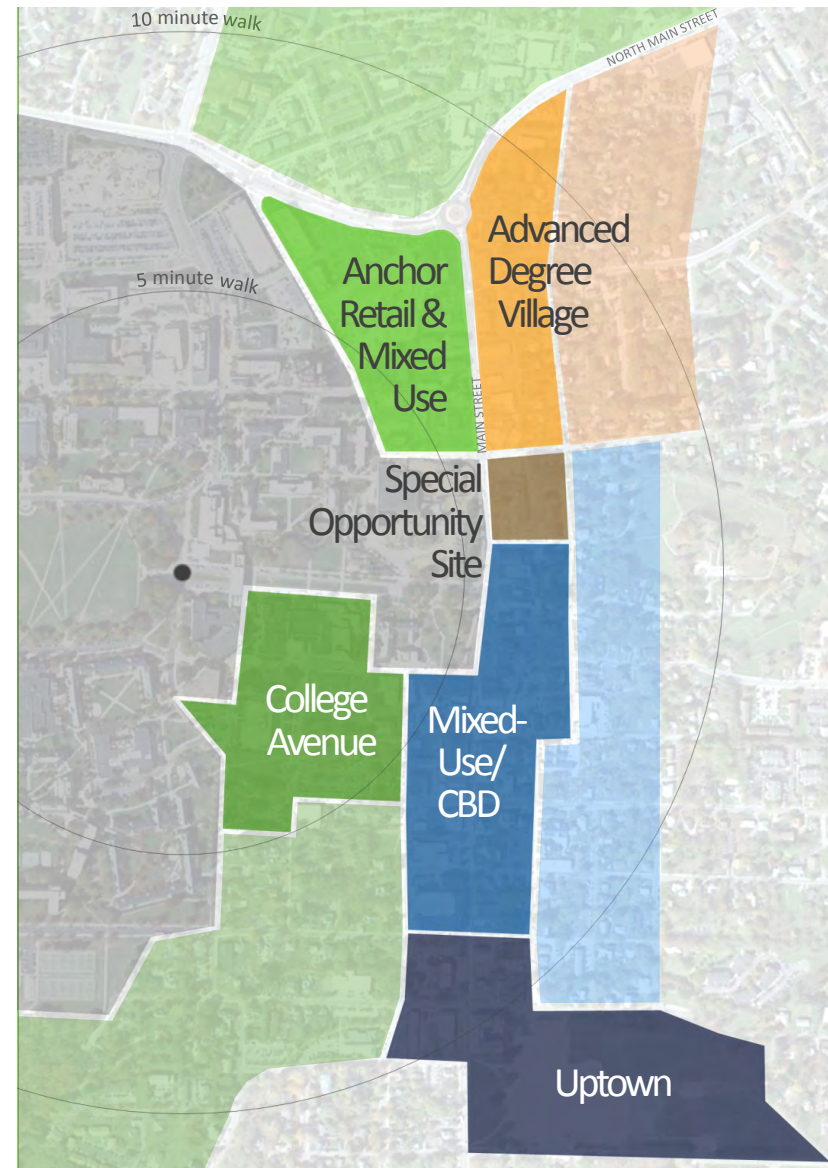 10 minute walk
NORTH MAIN STREET
Advanced
Degree
Village
5 minute walk
Anchor
Retail &
Mixed
Use
MAIN STREET
Special
Opportunity
Site
College
Avenue
Mixed-
Use/
CBD
Uptown